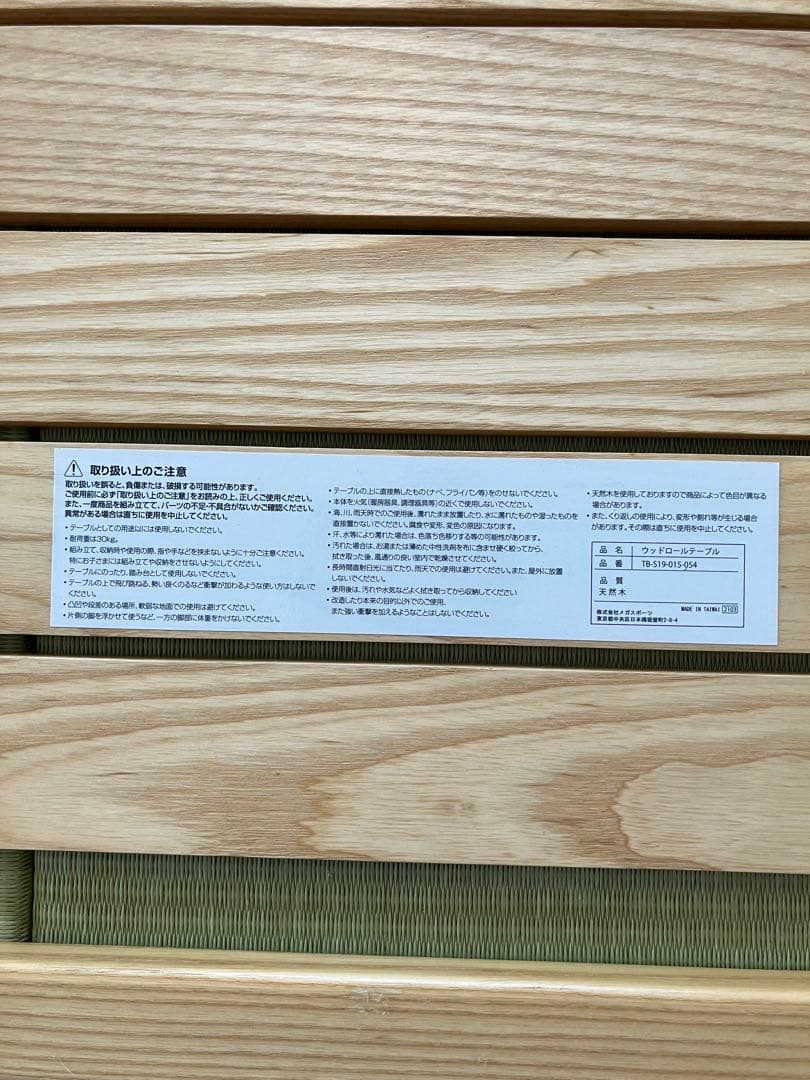 取り扱い上のご注意
取り扱いを誤ると、負傷または、破損する可能性があります。
ご使用前に必ず「取り扱い上のご注意」をお読みの上、正しくご使用ください。
また、一度商品を組み立てて、パーツの不足・不具合がないかご確認ください。
異常がある場合は直ちに使用を中止してください。
・テーブルとしての用途以には使用しないでください。
・耐荷重は30kg。
・組み立て、収納時や使用の際、指や手などを挟まないように十分ご注意ください。
特にお子さまには組み立てや収納をさせないようにしてください。
・テーブルにのったり、踏み台として使用しないでください。
・テーブルの上で飛び跳ねる、勢い良くのるなど衝撃が加わるような使い方はしないで
ください。
・凸凹や段差のある場所、軟弱な地面での使用は避けてください。
・片側の脚を浮かせて使うなど、一方の脚部に体重をかけないでください。
・テーブルの上に直接熱したもの(ナベ、フライパン等)をのせないでください。
・本体を火気(暖房器具、調理器具等)の近くで使用しないでください。
・海、川、雨天時でのご使用後、濡れたまま放置したり、水に濡れたものや湿ったものを
直接置かないでください。腐食や変形、変色の原因になります。
・汗、水等により濡れた場合は、色落ち色移りする等の可能性があります。
・汚れた場合は、お湯または薄めた中性洗剤を布に含ませ硬く絞ってから、
拭き取った後、風通りの良い室内で乾燥させてください。
・長時間直射日光に当てたり、雨天での使用は避けてください。また、屋外に放置
しないでください。
・使用後は、汚れや水気などよく拭き取ってから収納してください
・改造したり本来の目的以外でのご使用、
また強い衝撃を加えるようなことはしないでください。
・天然木を使用しておりますので商品によって色目が異なる
場合があります。
・また、くり返しの使用により、変形や割れ等が生じる場合
があります。その際は直ちに使用を中止してください。
品 名 ウッドロールテーブル
品 番 TB-S19-015-054
品 質
天然木
MADE IN TAIWAN 2103
株式会社メガスポーツ
東京都中央区日本橋堀留町2-8-4